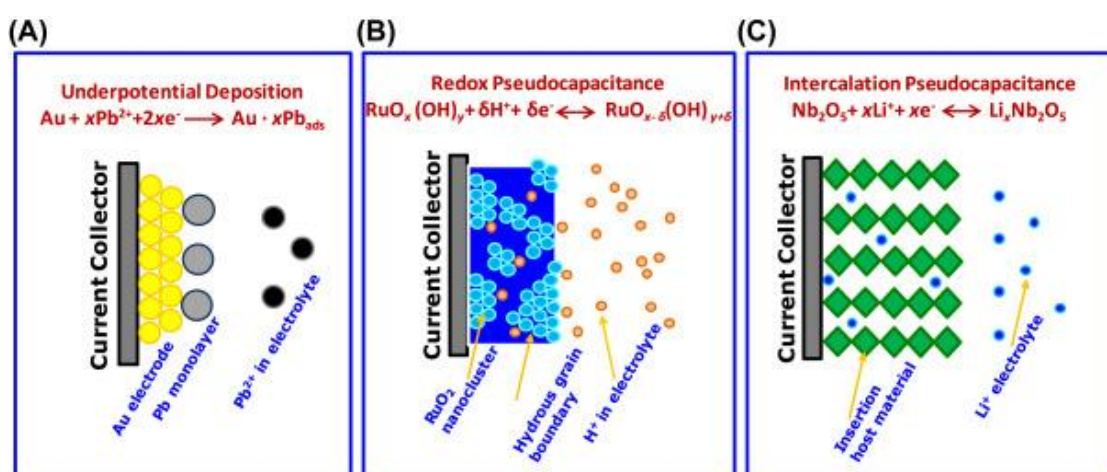 (A)
Underpotential Deposition
Au + xPb²⁺+2xe⁻ ⟶ Au · xPb_ads
Current Collector
Au electrode
Pb monolayer
Pb²⁺ in electrolyte
(B)
Redox Pseudocapacitance
RuOₓ (OH)ᵧ + δH⁺+ δe⁻ ⟷ RuOₓ₋δ(OH)ᵧ₊δ
Current Collector
RuO₂
nanocluster
Hydrous grain
boundary
H⁺ in electrolyte
(C)
Intercalation Pseudocapacitance
Nb₂O₅+ xLi⁺+ xe⁻ ⟷ LiₓNb₂O₅
Current Collector
Insertion
host material
Li⁺ electrolyte